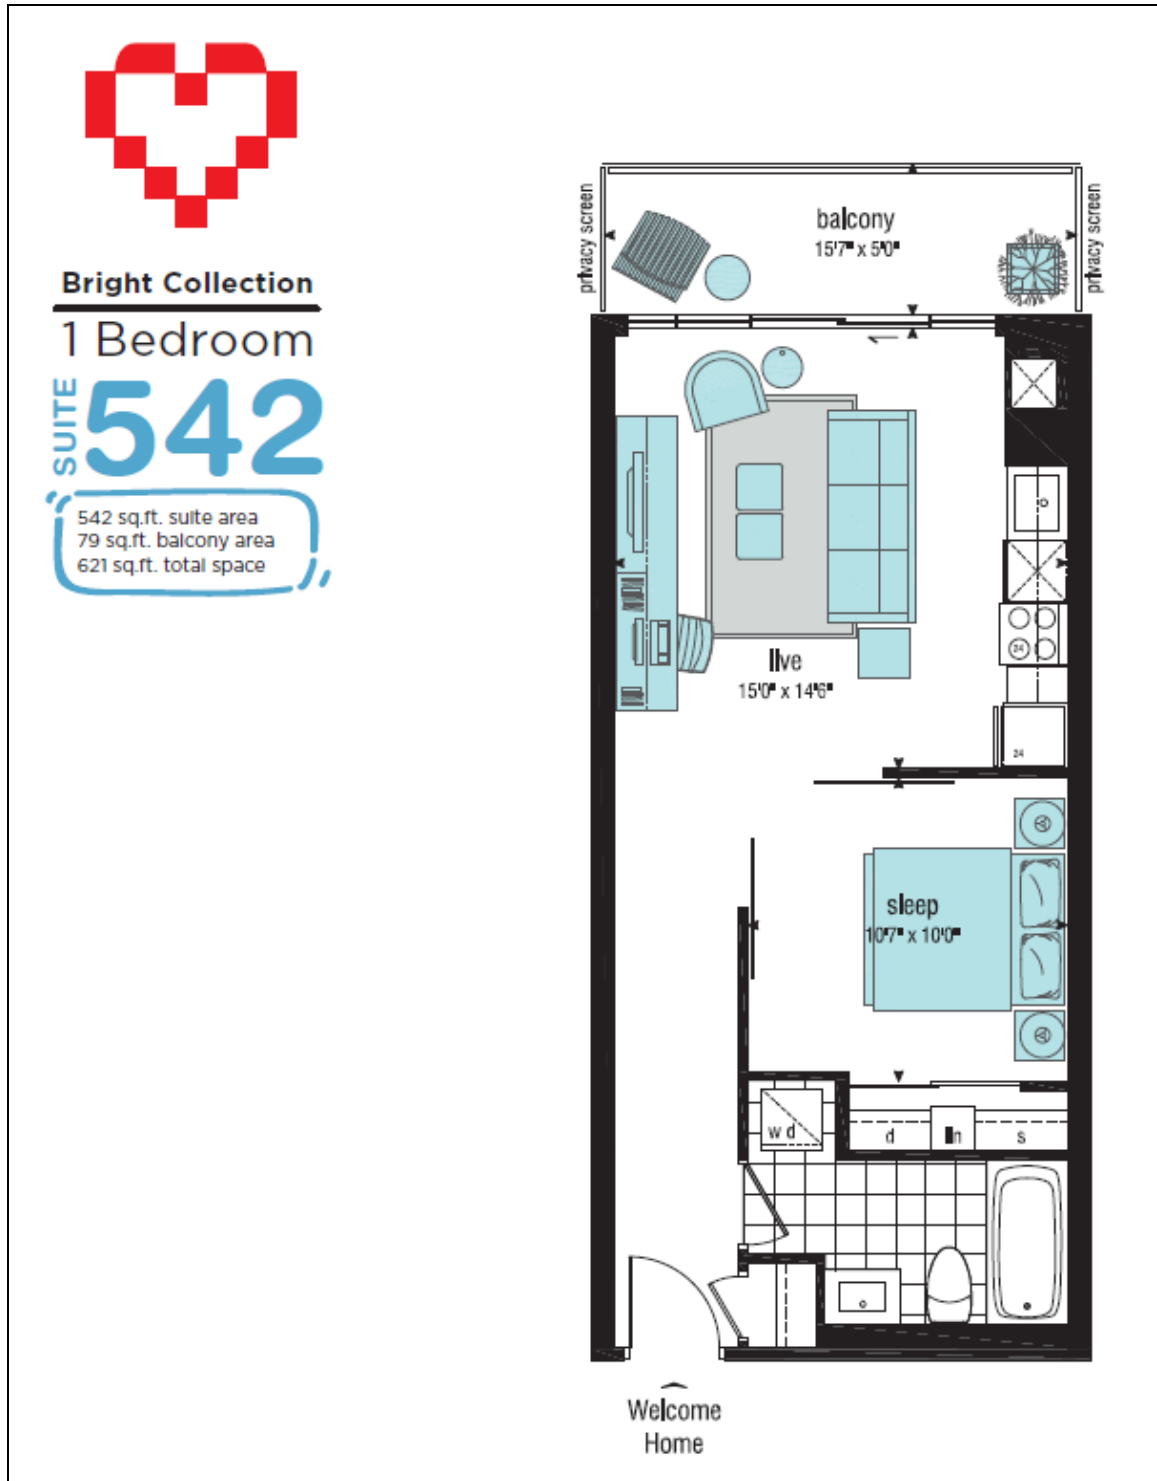 Bright Collection
1 Bedroom
SUITE
542
542 sq.ft. suite area
79 sq.ft. balcony area
621 sq.ft. total space
privacy screen
balcony
15'7" x 5'0"
privacy screen
live
15'0" x 14'6"
24
24
sleep
10'7" x 10'0"
w d
d
lin
s
Welcome
Home